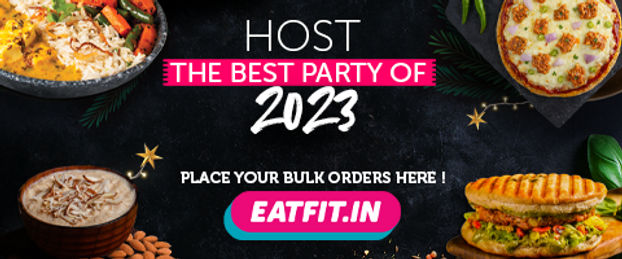 HOST
THE BEST PARTY OF
2023
PLACE YOUR BULK ORDERS HERE !
EATFIT.IN